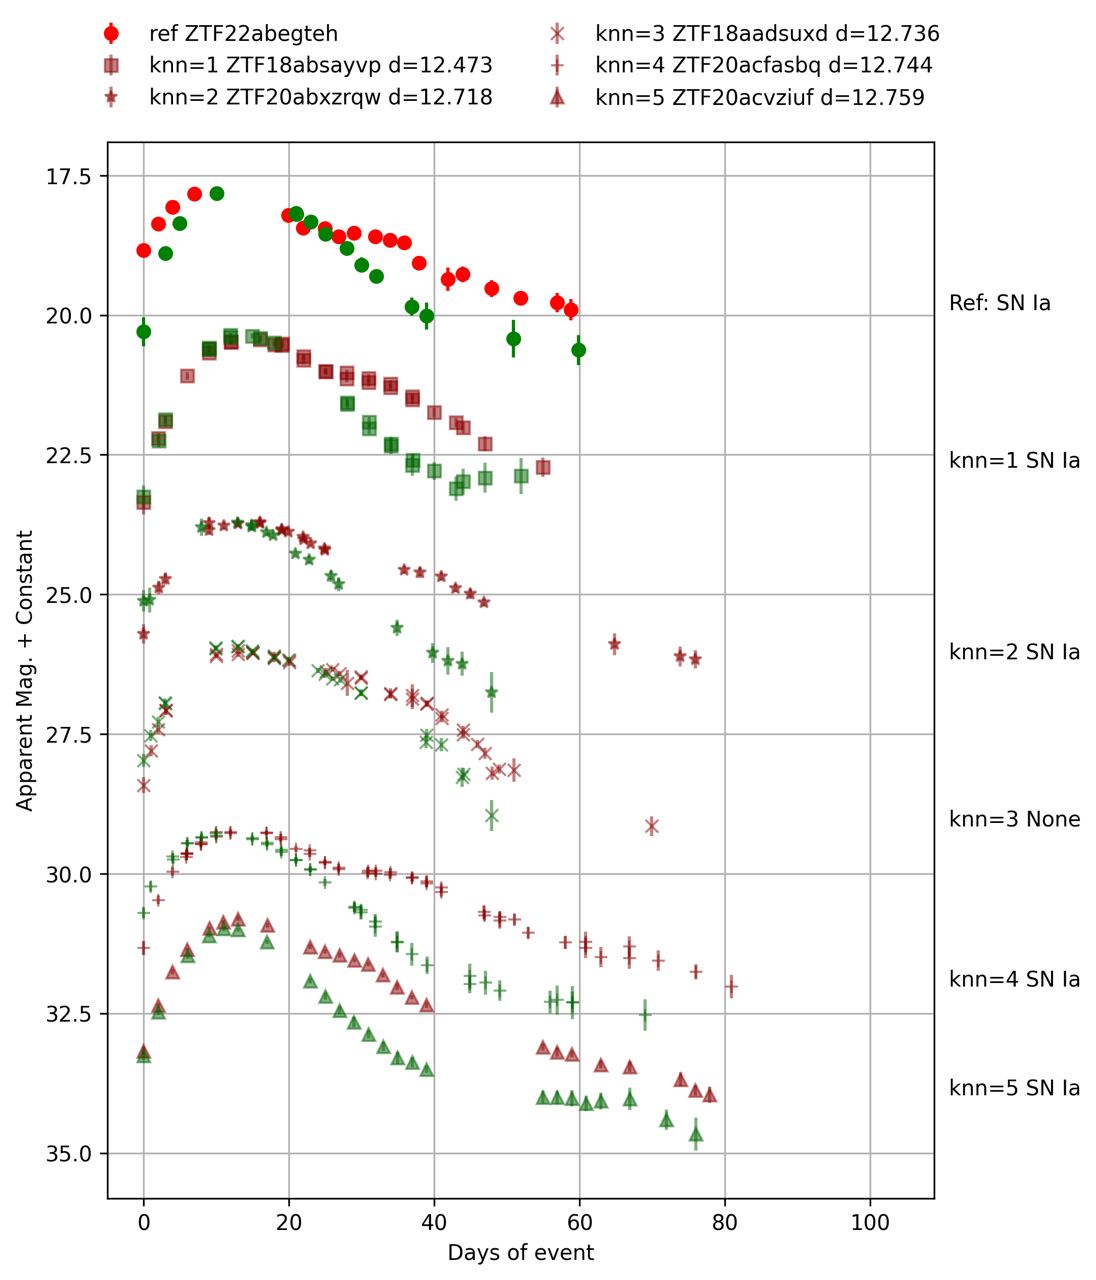 ref ZTF22abegteh
knn=1 ZTF18absayvp d=12.473
knn=2 ZTF20abxzrqw d=12.718
knn=3 ZTF18aadsuxd d=12.736
knn=4 ZTF20acfasbq d=12.744
knn=5 ZTF20acvziuf d=12.759
Apparent Mag. + Constant
17.5
20.0
22.5
25.0
27.5
30.0
32.5
35.0
Ref: SN Ia
knn=1 SN Ia
knn=2 SN Ia
knn=3 None
knn=4 SN Ia
knn=5 SN Ia
0 20 40 60 80 100
Days of event